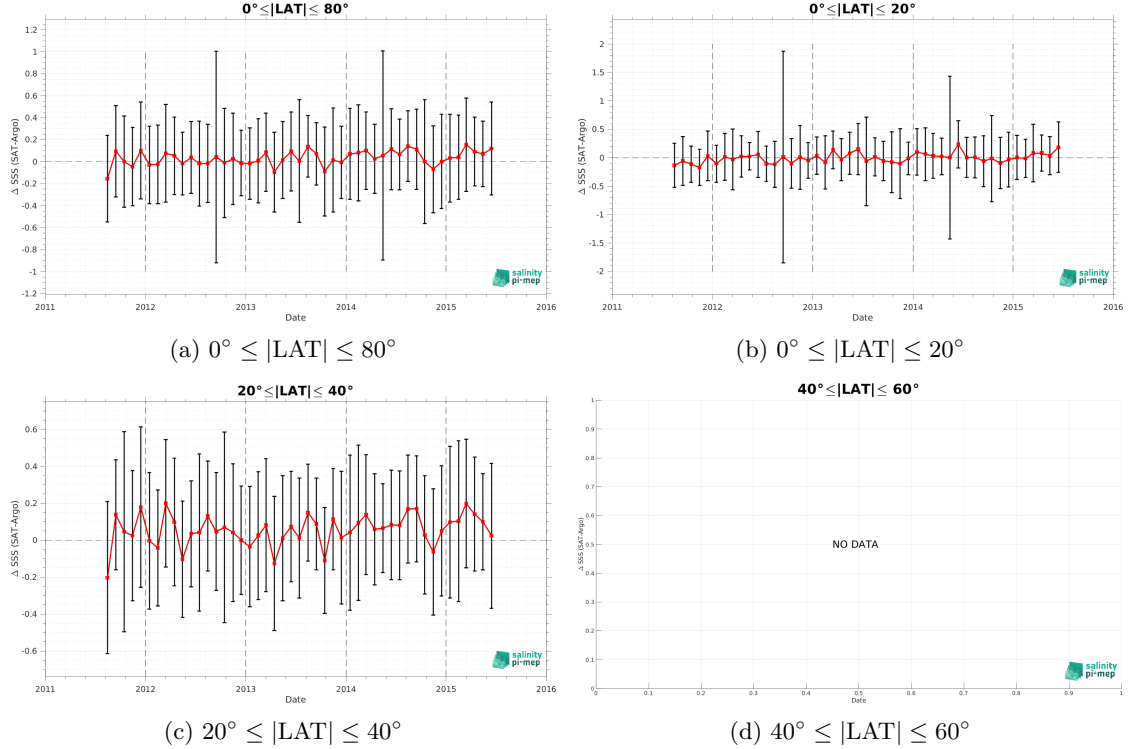 0°≤|LAT|≤ 80°
Δ SSS (SAT-Argo)
1.2
1
0.8
0.6
0.4
0.2
0
-0.2
-0.4
-0.6
-0.8
-1
-1.2
2011
2012
2013
2014
2015
2016
Date
salinity
pi-mep
(a) 0° ≤ |LAT| ≤ 80°
0°≤|LAT|≤ 20°
Δ SSS (SAT-Argo)
2
1.5
1
0.5
0
-0.5
-1
-1.5
-2
2011
2012
2013
2014
2015
2016
Date
salinity
pi-mep
(b) 0° ≤ |LAT| ≤ 20°
20°≤|LAT|≤ 40°
Δ SSS (SAT-Argo)
0.6
0.4
0.2
0
-0.2
-0.4
-0.6
2011
2012
2013
2014
2015
2016
Date
salinity
pi-mep
(c) 20° ≤ |LAT| ≤ 40°
40°≤|LAT|≤ 60°
Δ SSS (SAT-Argo)
1
0.9
0.8
0.7
0.6
0.5
0.4
0.3
0.2
0.1
0
NO DATA
0
0.1
0.2
0.3
0.4
0.5
0.6
0.7
0.8
0.9
1
Date
salinity
pi-mep
(d) 40° ≤ |LAT| ≤ 60°